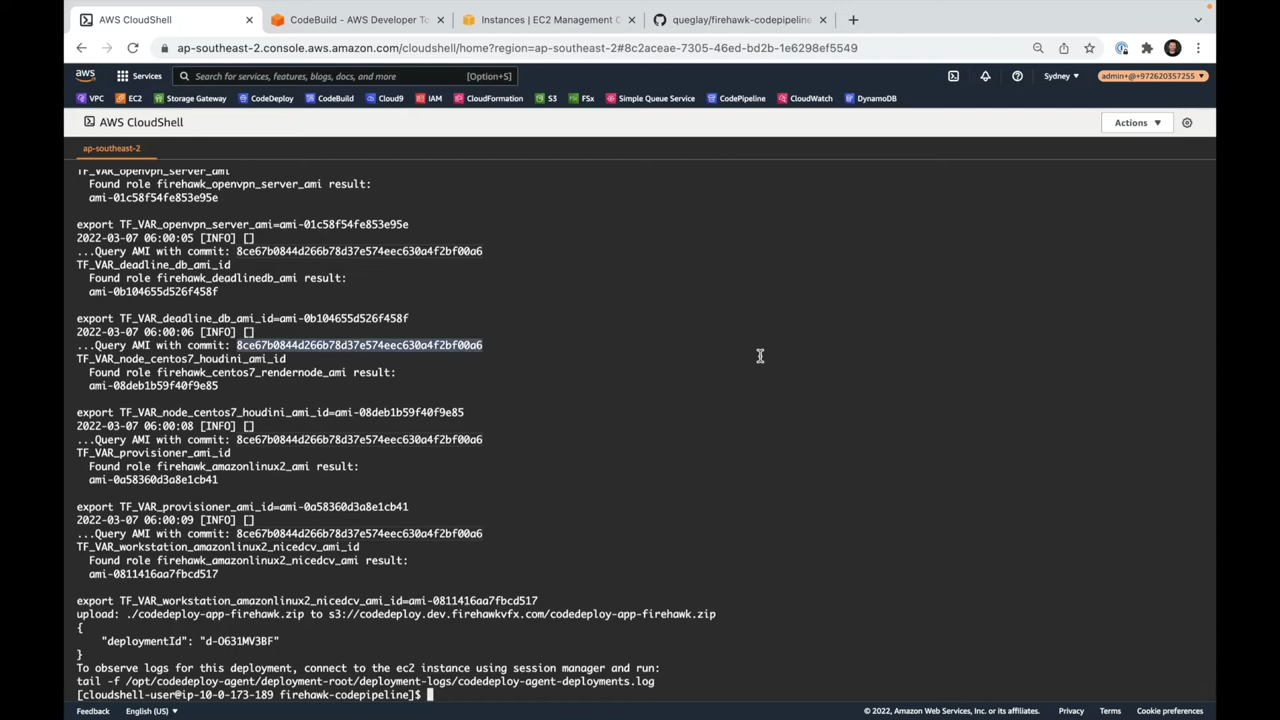 AWS CloudShell
CodeBuild - AWS Developer To
Instances | EC2 Management C
queglay/firehawk-codepipeline
ap-southeast-2.console.aws.amazon.com/cloudshell/home?region=ap-southeast-2#8c2aceae-7305-46ed-bd2b-1e6298ef5549
aws
Services
Search for services, features, blogs, docs, and more
[Option+S]
Sydney
admin+@+972620357255
VPC
EC2
Storage Gateway
CodeDeploy
CodeBuild
Cloud9
IAM
CloudFormation
S3
FSx
Simple Queue Service
CodePipeline
CloudWatch
DynamoDB
AWS CloudShell
Actions
ap-southeast-2
TF_VAR_openvpn_server_ami
Found role firehawk_openvpn_server_ami result:
ami-01c58f54fe853e95e
export TF_VAR_openvpn_server_ami=ami-01c58f54fe853e95e
2022-03-07 06:00:05 [INFO] []
...Query AMI with commit: 8ce67b0844d266b78d37e574eec630a4f2bf00a6
TF_VAR_deadline_db_ami_id
Found role firehawk_deadlinedb_ami result:
ami-0b104655d526f458f
export TF_VAR_deadline_db_ami_id=ami-0b104655d526f458f
2022-03-07 06:00:06 [INFO] []
...Query AMI with commit: 8ce67b0844d266b78d37e574eec630a4f2bf00a6
TF_VAR_node_centos7_houdini_ami_id
Found role firehawk_centos7_rendernode_ami result:
ami-08deb1b59f40f9e85
export TF_VAR_node_centos7_houdini_ami_id=ami-08deb1b59f40f9e85
2022-03-07 06:00:08 [INFO] []
...Query AMI with commit: 8ce67b0844d266b78d37e574eec630a4f2bf00a6
TF_VAR_provisioner_ami_id
Found role firehawk_amazonlinux2_ami result:
ami-0a58360d3a8e1cb41
export TF_VAR_provisioner_ami_id=ami-0a58360d3a8e1cb41
2022-03-07 06:00:09 [INFO] []
...Query AMI with commit: 8ce67b0844d266b78d37e574eec630a4f2bf00a6
TF_VAR_workstation_amazonlinux2_nicedcv_ami_id
Found role firehawk_amazonlinux2_nicedcv_ami result:
ami-0811416aa7fbcd517
export TF_VAR_workstation_amazonlinux2_nicedcv_ami_id=ami-0811416aa7fbcd517
upload: ./codedeploy-app-firehawk.zip to s3://codedeploy.dev.firehawkvfx.com/codedeploy-app-firehawk.zip
{
"deploymentId": "d-O631MV3BF"
}
To observe logs for this deployment, connect to the ec2 instance using session manager and run:
tail -f /opt/codedeploy-agent/deployment-root/deployment-logs/codedeploy-agent-deployments.log
[cloudshell-user@ip-10-0-173-189 firehawk-codepipeline]$
Feedback
English (US)
© 2022, Amazon Web Services, Inc. or its affiliates.
Privacy
Terms
Cookie preferences